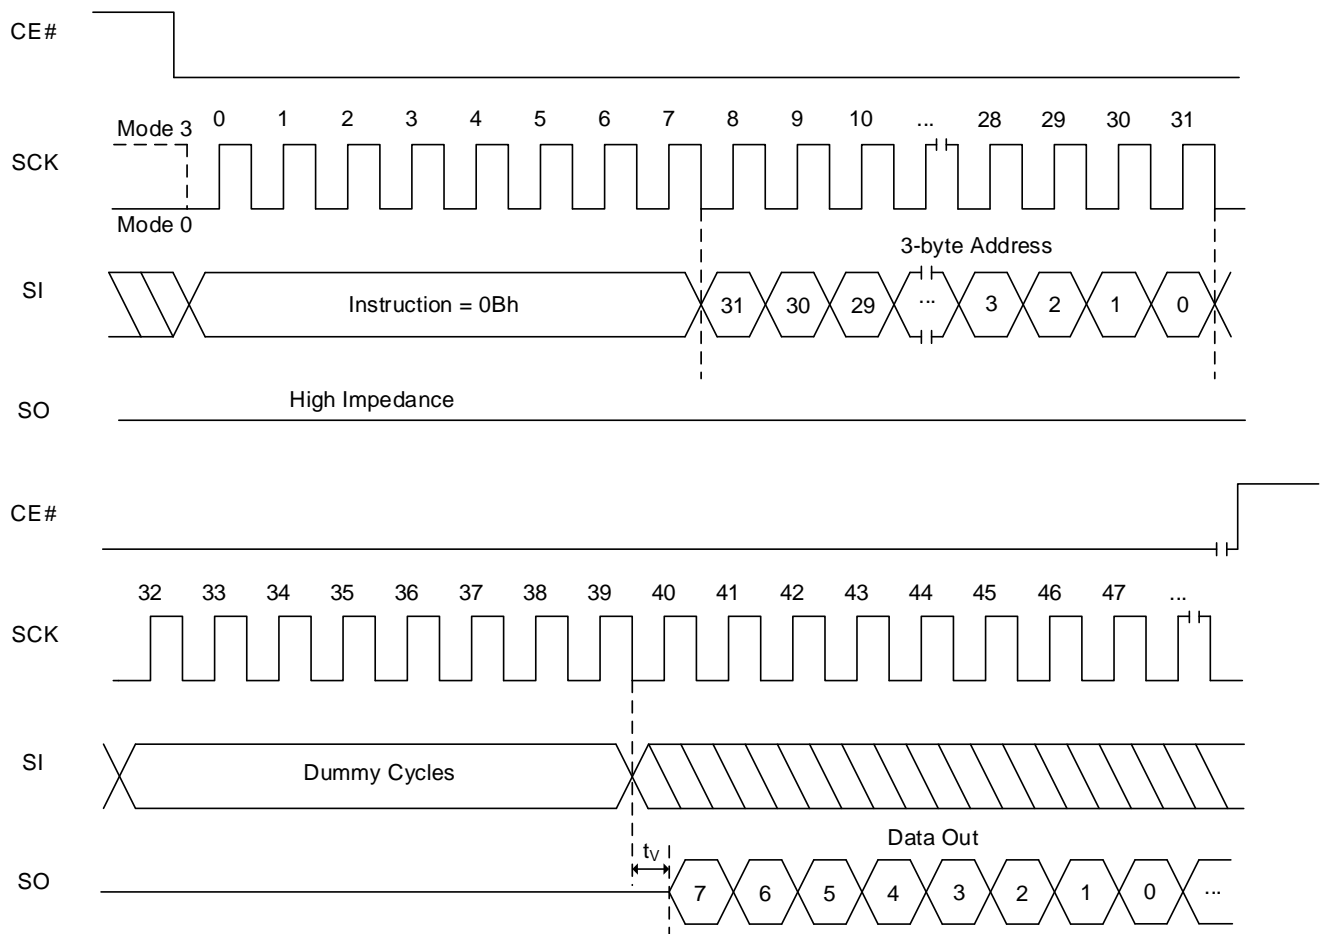 CE#
Mode 3 0 1 2 3 4 5 6 7 8 9 10 ... 28 29 30 31
SCK
Mode 0
3-byte Address
SI Instruction = 0Bh 31 30 29 ... 3 2 1 0
High Impedance
SO
CE#
32 33 34 35 36 37 38 39 40 41 42 43 44 45 46 47 ...
SCK
SI Dummy Cycles
Data Out
tV
SO 7 6 5 4 3 2 1 0 ...